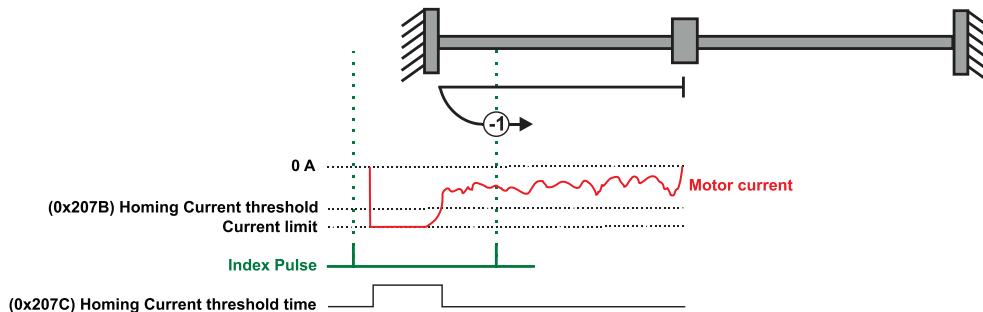 -1
0 A
Motor current
(0x207B) Homing Current threshold
Current limit
Index Pulse
(0x207C) Homing Current threshold time